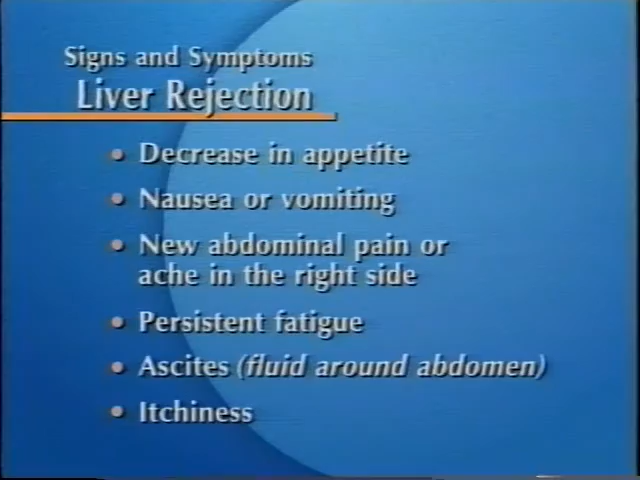 Signs and Symptoms
Liver Rejection
• Decrease in appetite
• Nausea or vomiting
• New abdominal pain or
ache in the right side
• Persistent fatigue
• Ascites (fluid around abdomen)
• Itchiness